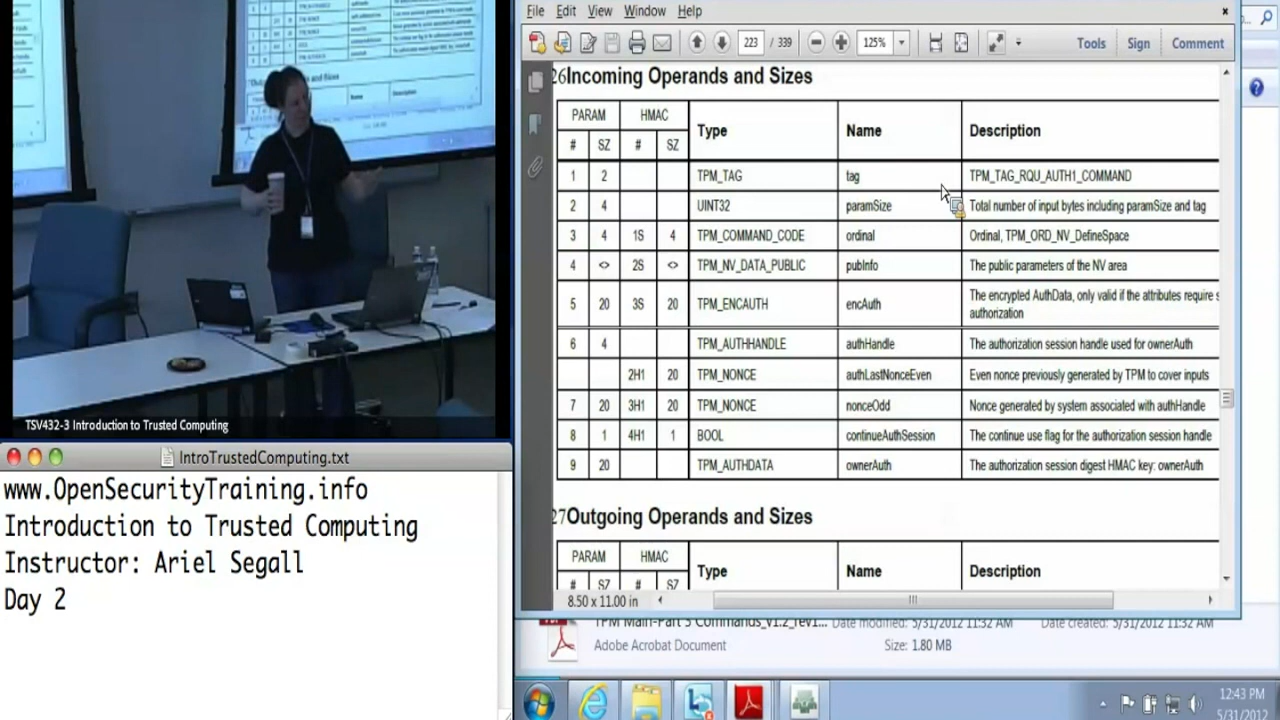 File Edit View Window Help
223 / 339 125% Tools Sign Comment
26Incoming Operands and Sizes
PARAM HMAC Type Name Description
# SZ # SZ
1 2 TPM_TAG tag TPM_TAG_RQU_AUTH1_COMMAND
2 4 UINT32 paramSize Total number of input bytes including paramSize and tag
3 4 1S 4 TPM_COMMAND_CODE ordinal Ordinal, TPM_ORD_NV_DefineSpace
4 <> 2S <> TPM_NV_DATA_PUBLIC pubInfo The public parameters of the NV area
5 20 3S 20 TPM_ENCAUTH encAuth The encrypted AuthData, only valid if the attributes require s
authorization
6 4 TPM_AUTHHANDLE authHandle The authorization session handle used for ownerAuth
2H1 20 TPM_NONCE authLastNonceEven Even nonce previously generated by TPM to cover inputs
7 20 3H1 20 TPM_NONCE nonceOdd Nonce generated by system associated with authHandle
8 1 4H1 1 BOOL continueAuthSession The continue use flag for the authorization session handle
9 20 TPM_AUTHDATA ownerAuth The authorization session digest HMAC key: ownerAuth
27Outgoing Operands and Sizes
PARAM HMAC Type Name Description
# SZ # SZ
8.50 x 11.00 in
TPM Main-Part 3 Commands_v1.2_rev1... Date modified: 5/31/2012 11:32 AM Date created: 5/31/2012 11:32 AM
Adobe Acrobat Document Size: 1.80 MB
12:43 PM
5/31/2012
TSV432-3 Introduction to Trusted Computing
IntroTrustedComputing.txt
www.OpenSecurityTraining.info
Introduction to Trusted Computing
Instructor: Ariel Segall
Day 2